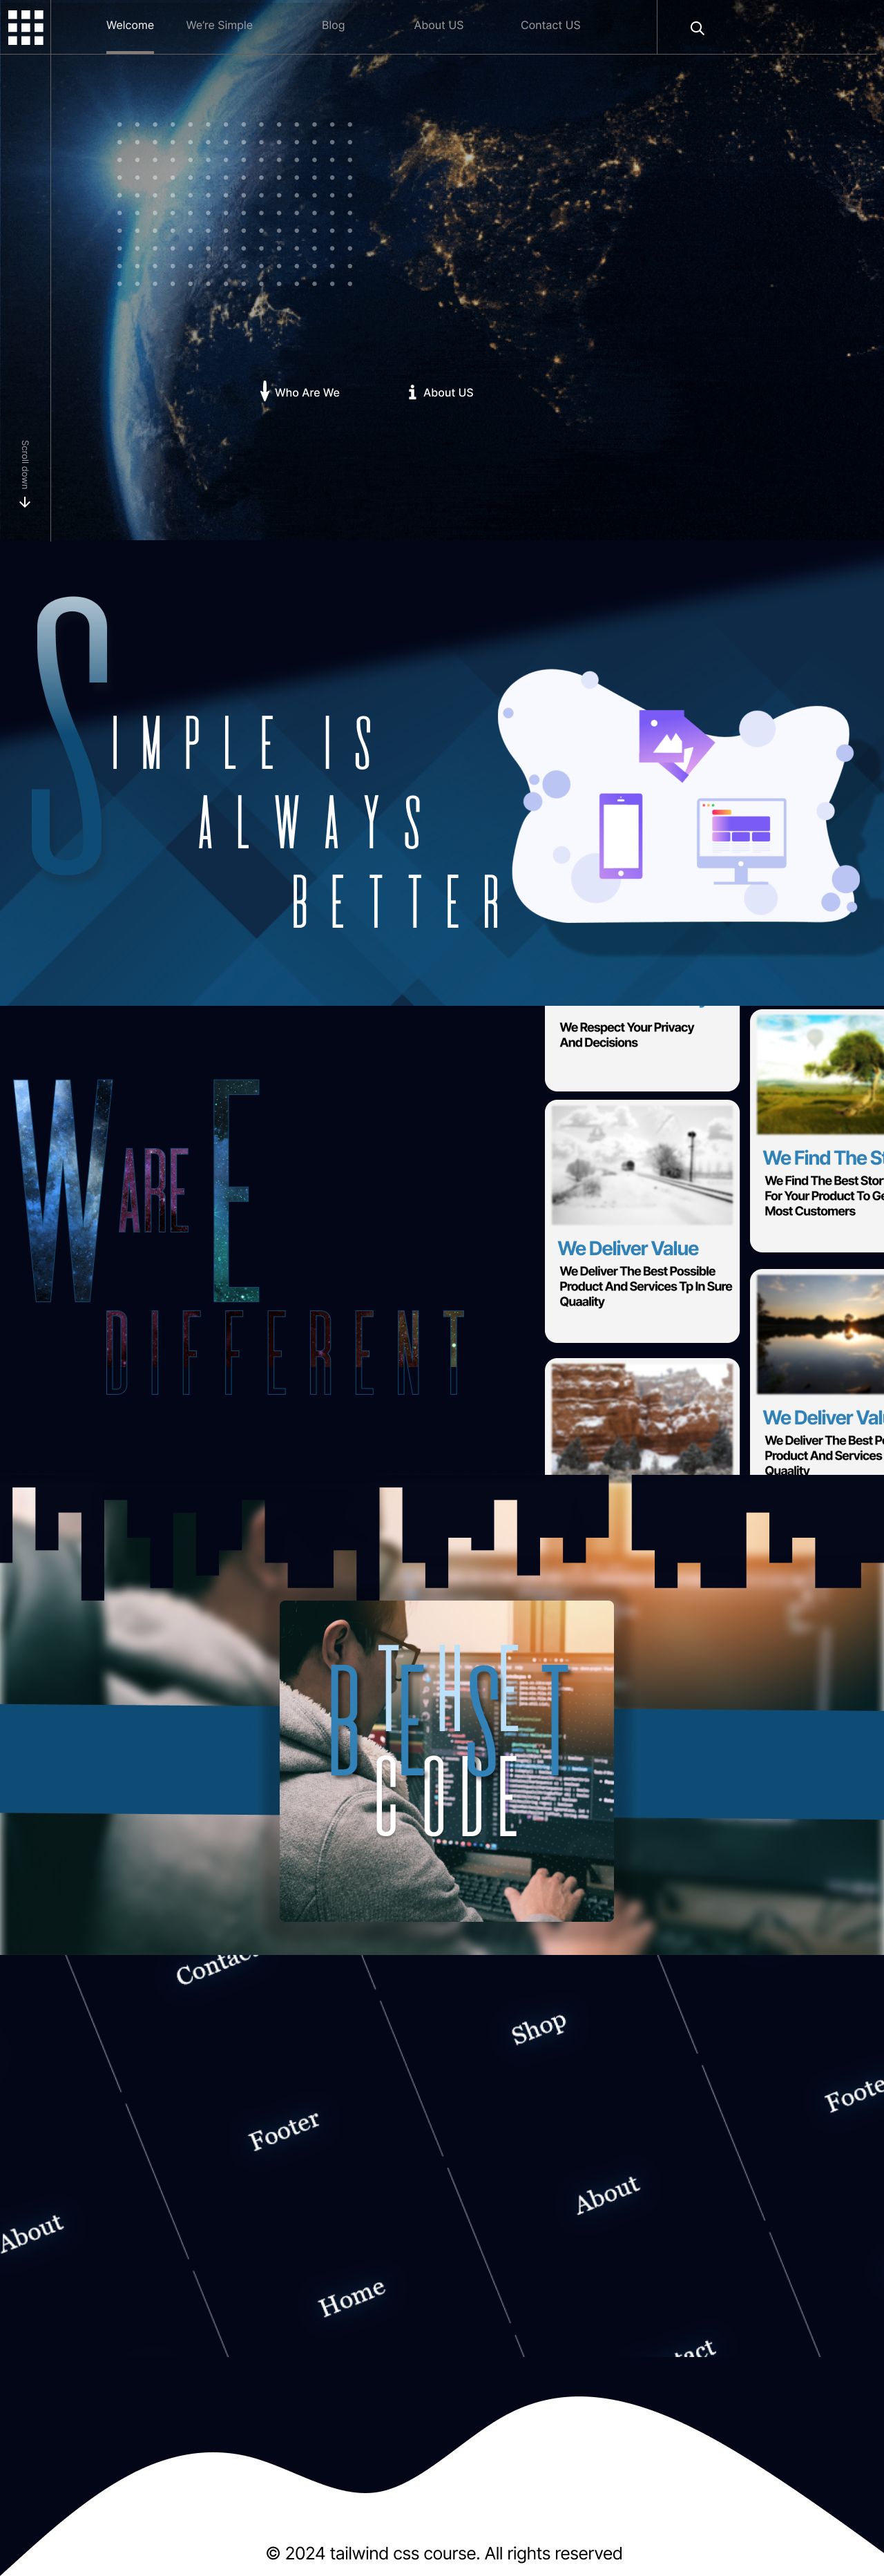 Welcome
We're Simple
Blog
About US
Contact US
Who Are We
About US
Scroll down
SIMPLE IS
ALWAYS
BETTER
We Respect Your Privacy
And Decisions
We Deliver Value
We Deliver The Best Possible
Product And Services Tp In Sure
Quaality
We Find The St
We Find The Best Stor
For Your Product To Ge
Most Customers
We Deliver Val
We Deliver The Best Po
Product And Services
Quaality
WE
ARE
DIFFERENT
THE
BEST
CODE
Contact
Shop
Footer
Footer
About
About
Home
tact
© 2024 tailwind css course. All rights reserved